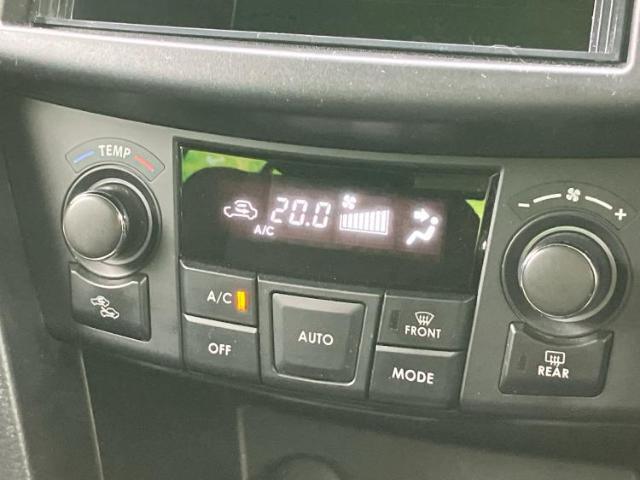 TEMP
- +
20.0
A/C
A/C
OFF
AUTO
FRONT
MODE
REAR